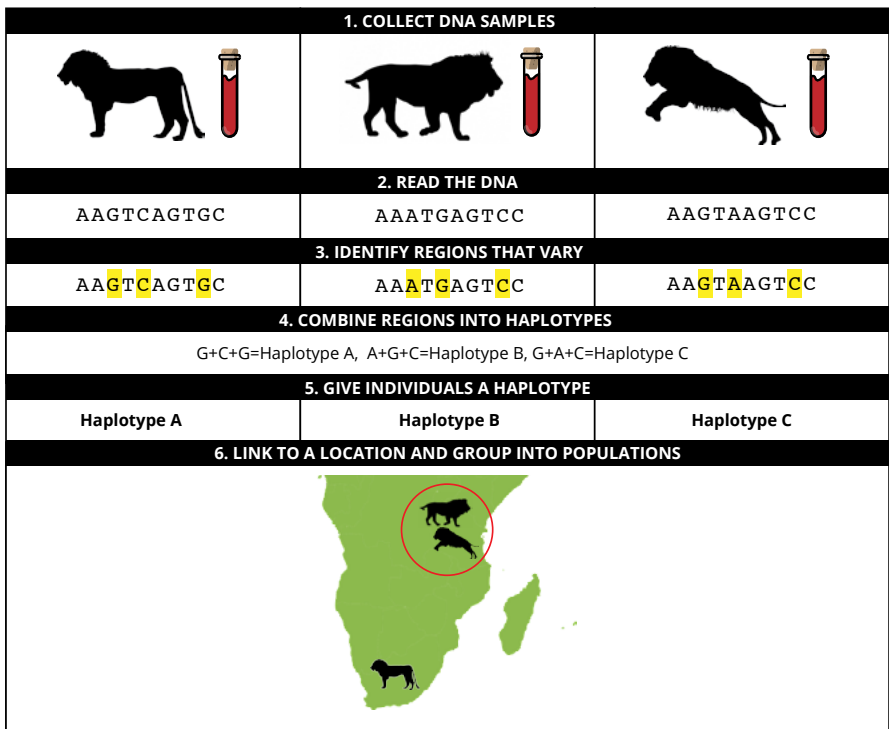 1. COLLECT DNA SAMPLES
2. READ THE DNA
AAGTCAGTGC AAATGAGTCC AAGTAAGTCC
3. IDENTIFY REGIONS THAT VARY
AAGTCAGTGC AAATGAGTCC AAGTAAGTCC
4. COMBINE REGIONS INTO HAPLOTYPES
G+C+G=Haplotype A, A+G+C=Haplotype B, G+A+C=Haplotype C
5. GIVE INDIVIDUALS A HAPLOTYPE
Haplotype A Haplotype B Haplotype C
6. LINK TO A LOCATION AND GROUP INTO POPULATIONS